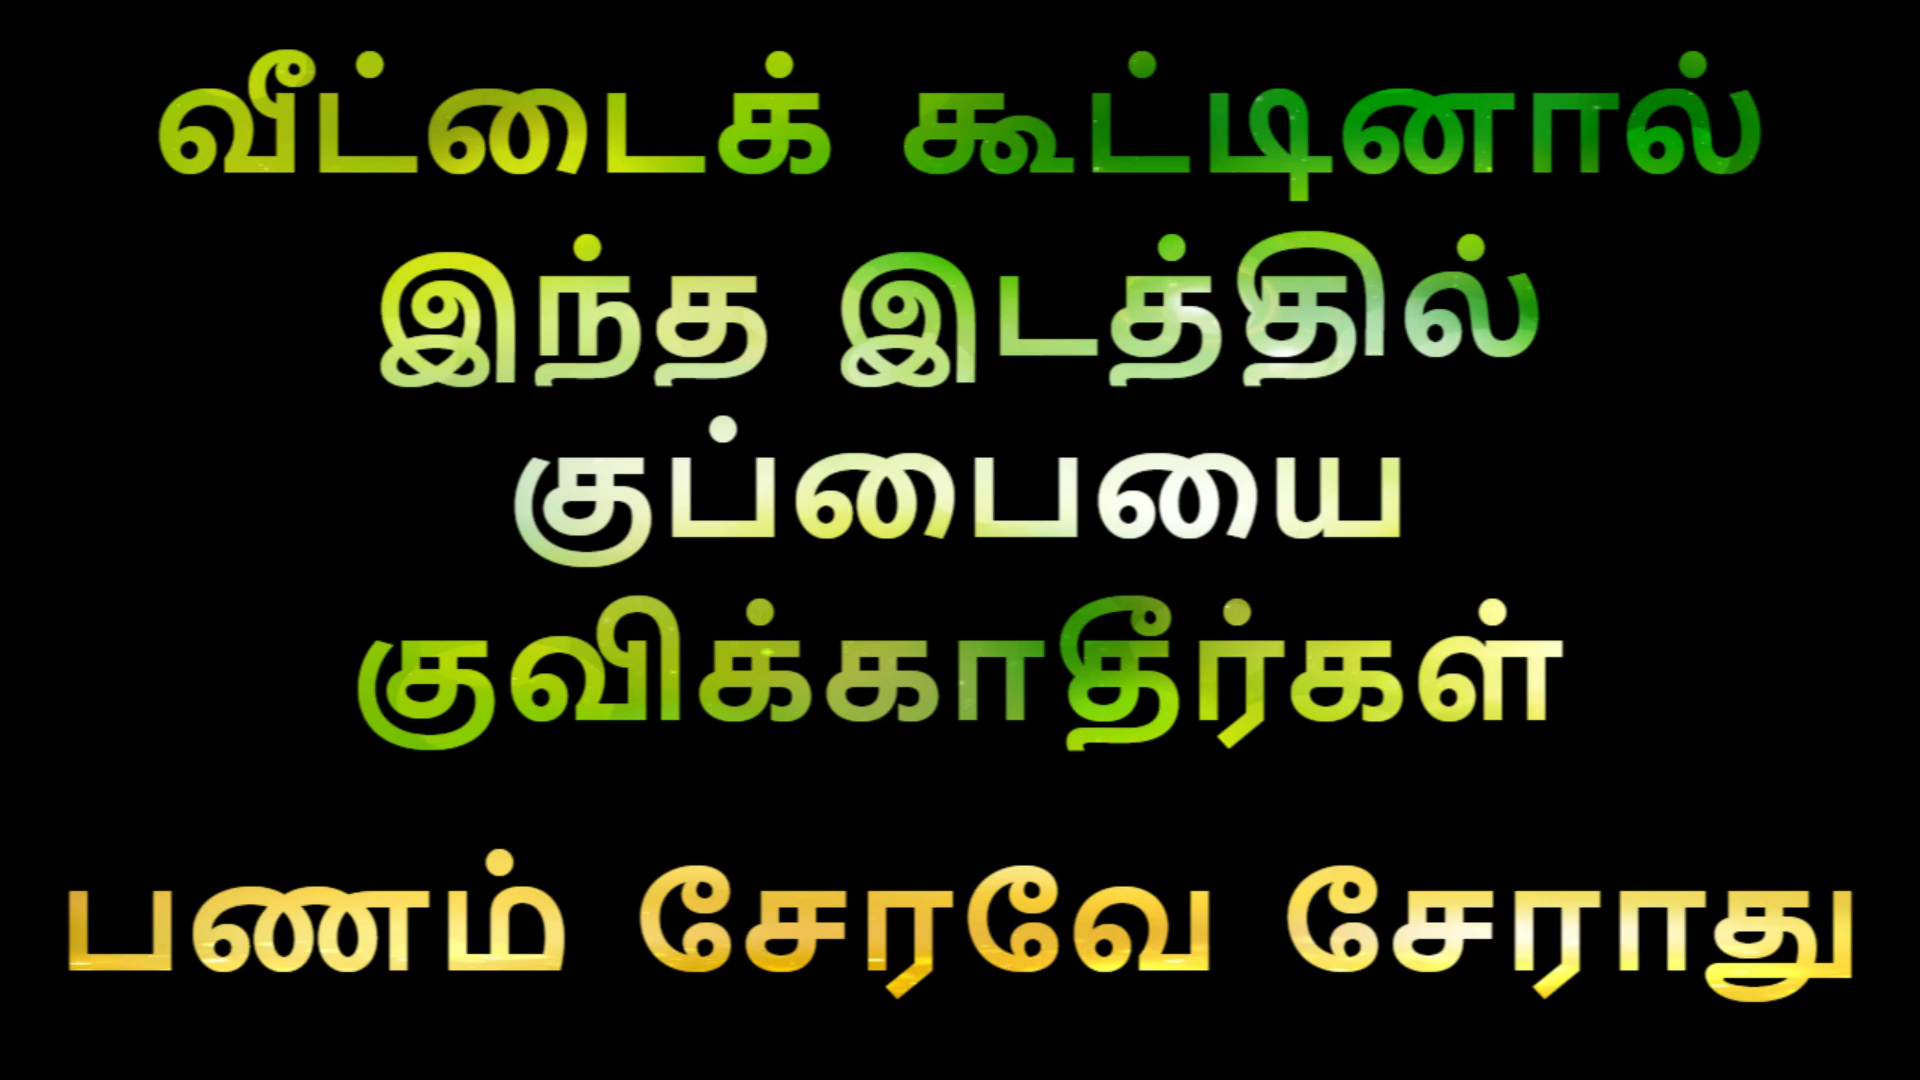 வீட்டைக் கூட்டினால்
இந்த இடத்தில்
குப்பையை
குவிக்காதீர்கள்
பணம் சேரவே சேராது